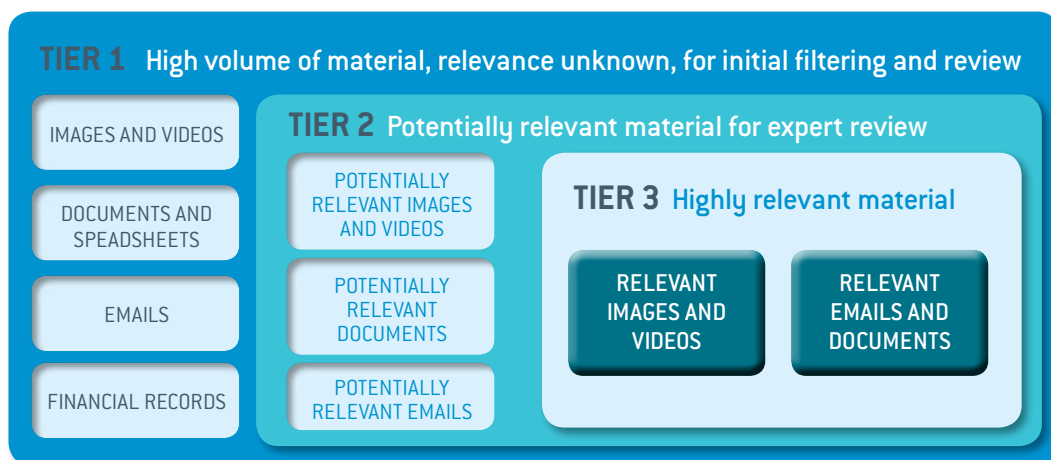 TIER 1 High volume of material, relevance unknown, for initial filtering and review
IMAGES AND VIDEOS
DOCUMENTS AND
SPEADSHEETS
EMAILS
FINANCIAL RECORDS
TIER 2 Potentially relevant material for expert review
POTENTIALLY
RELEVANT IMAGES
AND VIDEOS
POTENTIALLY
RELEVANT
DOCUMENTS
POTENTIALLY
RELEVANT EMAILS
TIER 3 Highly relevant material
RELEVANT
IMAGES AND
VIDEOS
RELEVANT
EMAILS AND
DOCUMENTS